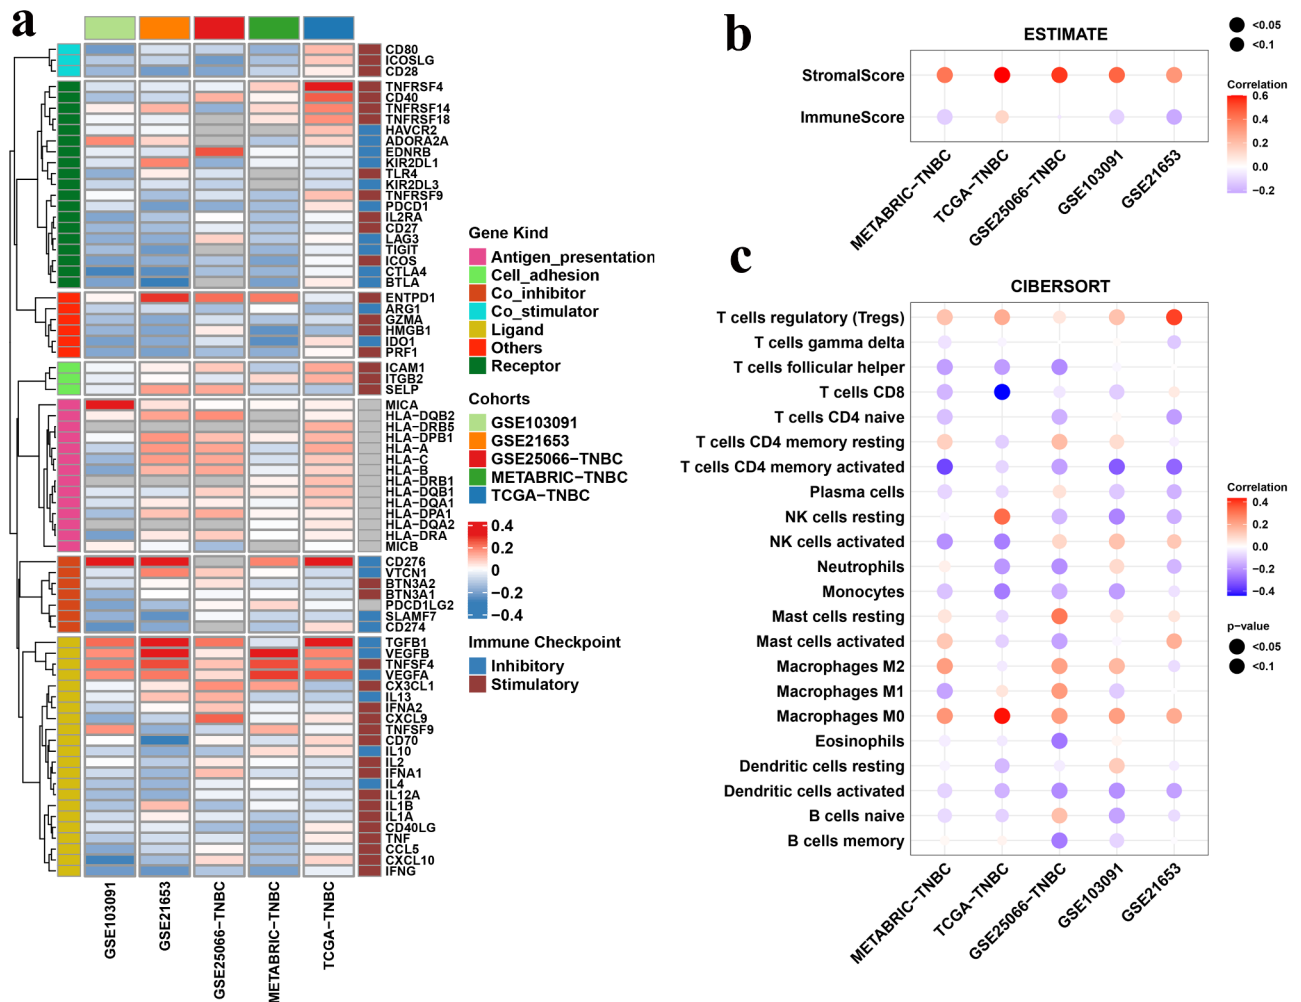 a
CD80
ICOSLG
CD28
TNFRSF4
CD40
TNFRSF14
TNFRSF18
HAVCR2
ADORA2A
EDNRB
KIR2DL1
TLR4
KIR2DL3
TNFRSF9
PDCD1
IL2RA
CD27
LAG3
TIGIT
ICOS
CTLA4
BTLA
ENTPD1
ARG1
GZMA
HMGB1
IDO1
PRF1
ICAM1
ITGB2
SELP
MICA
HLA-DQB2
HLA-DRB5
HLA-DPB1
HLA-A
HLA-C
HLA-B
HLA-DRB1
HLA-DQB1
HLA-DQA1
HLA-DPA1
HLA-DQA2
HLA-DRA
MICB
CD276
VTCN1
BTN3A2
BTN3A1
PDCD1LG2
SLAMF7
CD274
TGFB1
VEGFB
TNFSF4
VEGFA
CX3CL1
IL13
IFNA2
CXCL9
TNFSF9
CD70
IL10
IL2
IFNA1
IL4
IL12A
IL1B
IL1A
CD40LG
TNF
CCL5
CXCL10
IFNG
GSE103091
GSE21653
GSE25066-TNBC
METABRIC-TNBC
TCGA-TNBC
Gene Kind
Antigen_presentation
Cell_adhesion
Co_inhibitor
Co_stimulator
Ligand
Others
Receptor
Cohorts
GSE103091
GSE21653
GSE25066-TNBC
METABRIC-TNBC
TCGA-TNBC
0.4
0.2
0
−0.2
−0.4
Immune Checkpoint
Inhibitory
Stimulatory
b
ESTIMATE
StromalScore
ImmuneScore
METABRIC−TNBC
TCGA−TNBC
GSE25066−TNBC
GSE103091
GSE21653
<0.05
<0.1
Correlation
0.6
0.4
0.2
0.0
−0.2
c
CIBERSORT
T cells regulatory (Tregs)
T cells gamma delta
T cells follicular helper
T cells CD8
T cells CD4 naive
T cells CD4 memory resting
T cells CD4 memory activated
Plasma cells
NK cells resting
NK cells activated
Neutrophils
Monocytes
Mast cells resting
Mast cells activated
Macrophages M2
Macrophages M1
Macrophages M0
Eosinophils
Dendritic cells resting
Dendritic cells activated
B cells naive
B cells memory
METABRIC−TNBC
TCGA−TNBC
GSE25066−TNBC
GSE103091
GSE21653
Correlation
0.4
0.2
0.0
−0.2
−0.4
p−value
<0.05
<0.1